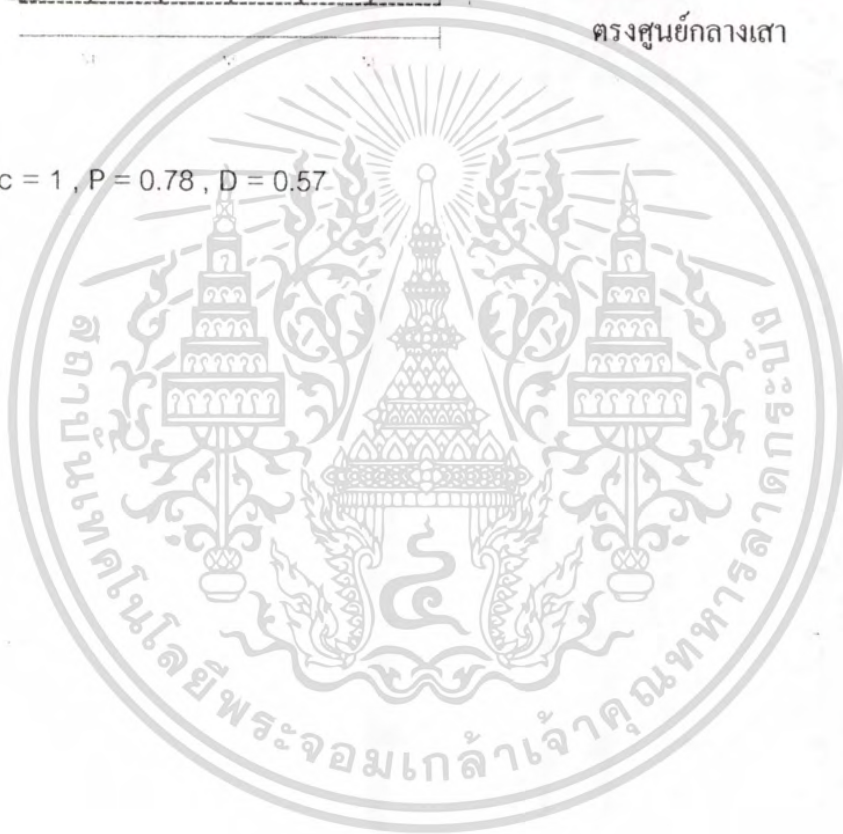 ตรงศูนย์กลางเสา
c = 1 , P = 0.78 , D = 0.57
สถาบันเทคโนโลยีพระจอมเกล้าเจ้าคุณทหารลาดกระบัง